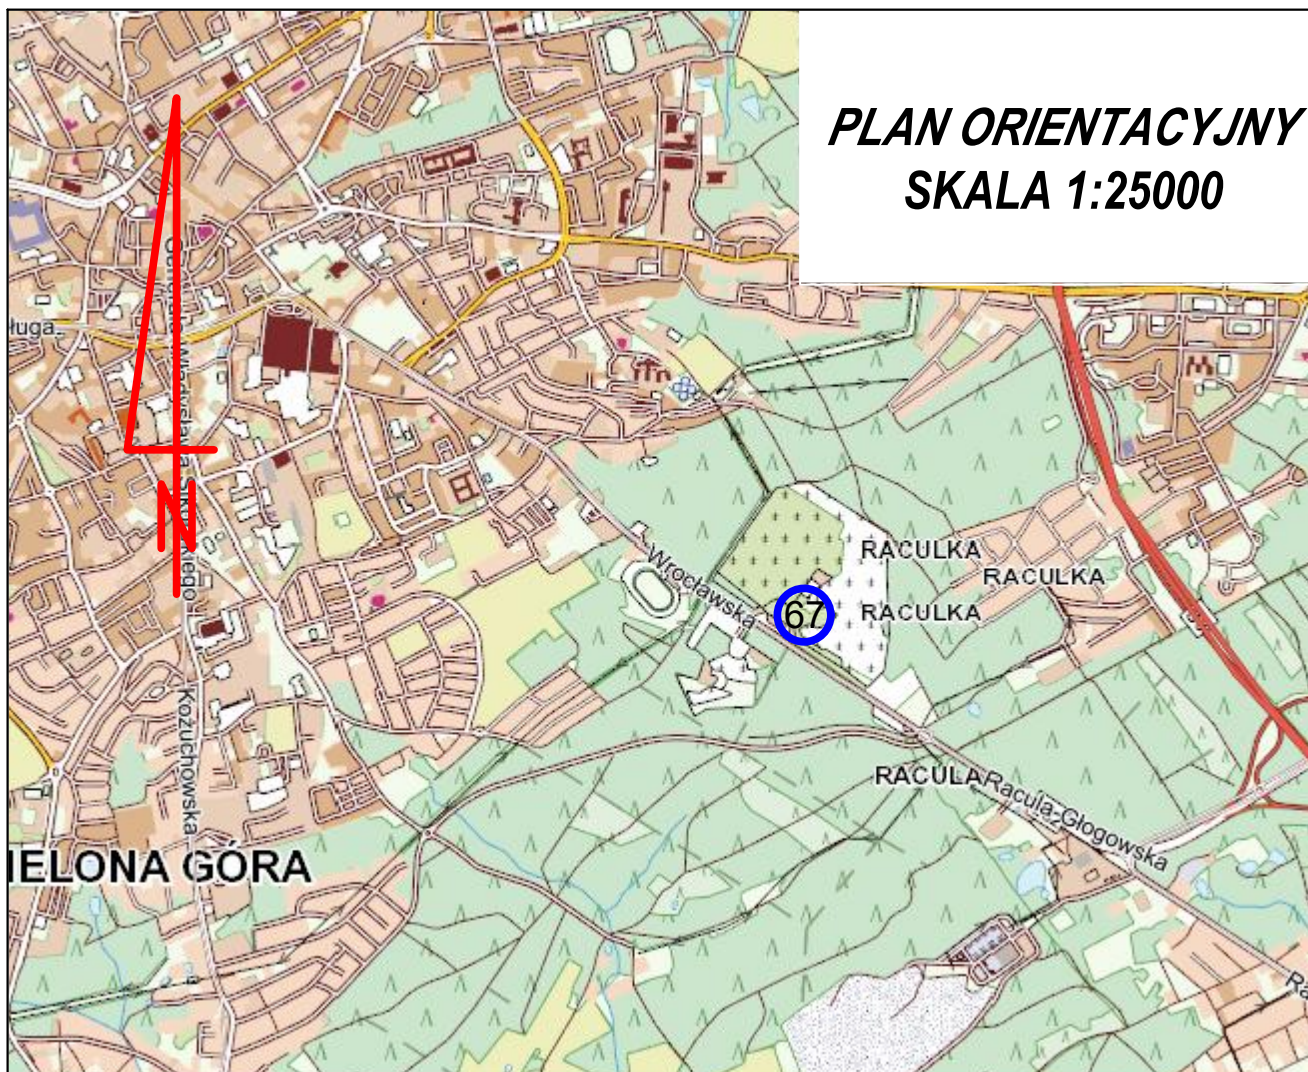 PLAN ORIENTACYJNY
SKALA 1:25000
ługa
RACULKA
RACULKA
Wrocławska
67
RACULKA
N
Kożuchowska
RACULA
Racula-Głogowska
IELONA GÓRA
Ra